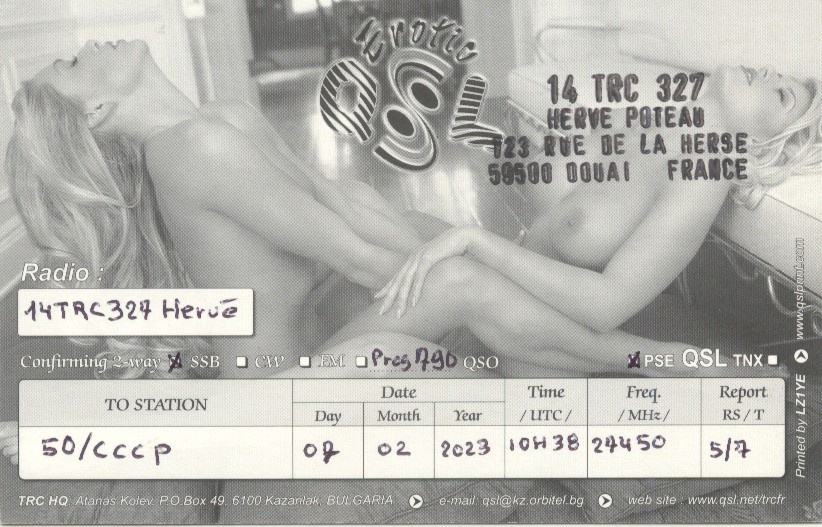 Erotic
QSL
14 TRC 327
HERVE POTEAU
123 RUE DE LA HERSE
59500 DOUAI FRANCE
Radio :
14TRC327 Hervé
Confirming 2-way X SSB CW FM Prog 790 QSO
X PSE QSL TNX
TO STATION
Date
Time
Freq.
Report
Day Month Year / UTC / / MHz / RS / T
50/CCCP 07 02 2023 10H38 27450 5/7
TRC HQ Atanas Kolev, P.O.Box 49, 6100 Kazanlak, BULGARIA e-mail: qsl@kz.orbitel.bg web site : www.qsl.net/trcfr
Printed by LZ1YE www.qslprint.com